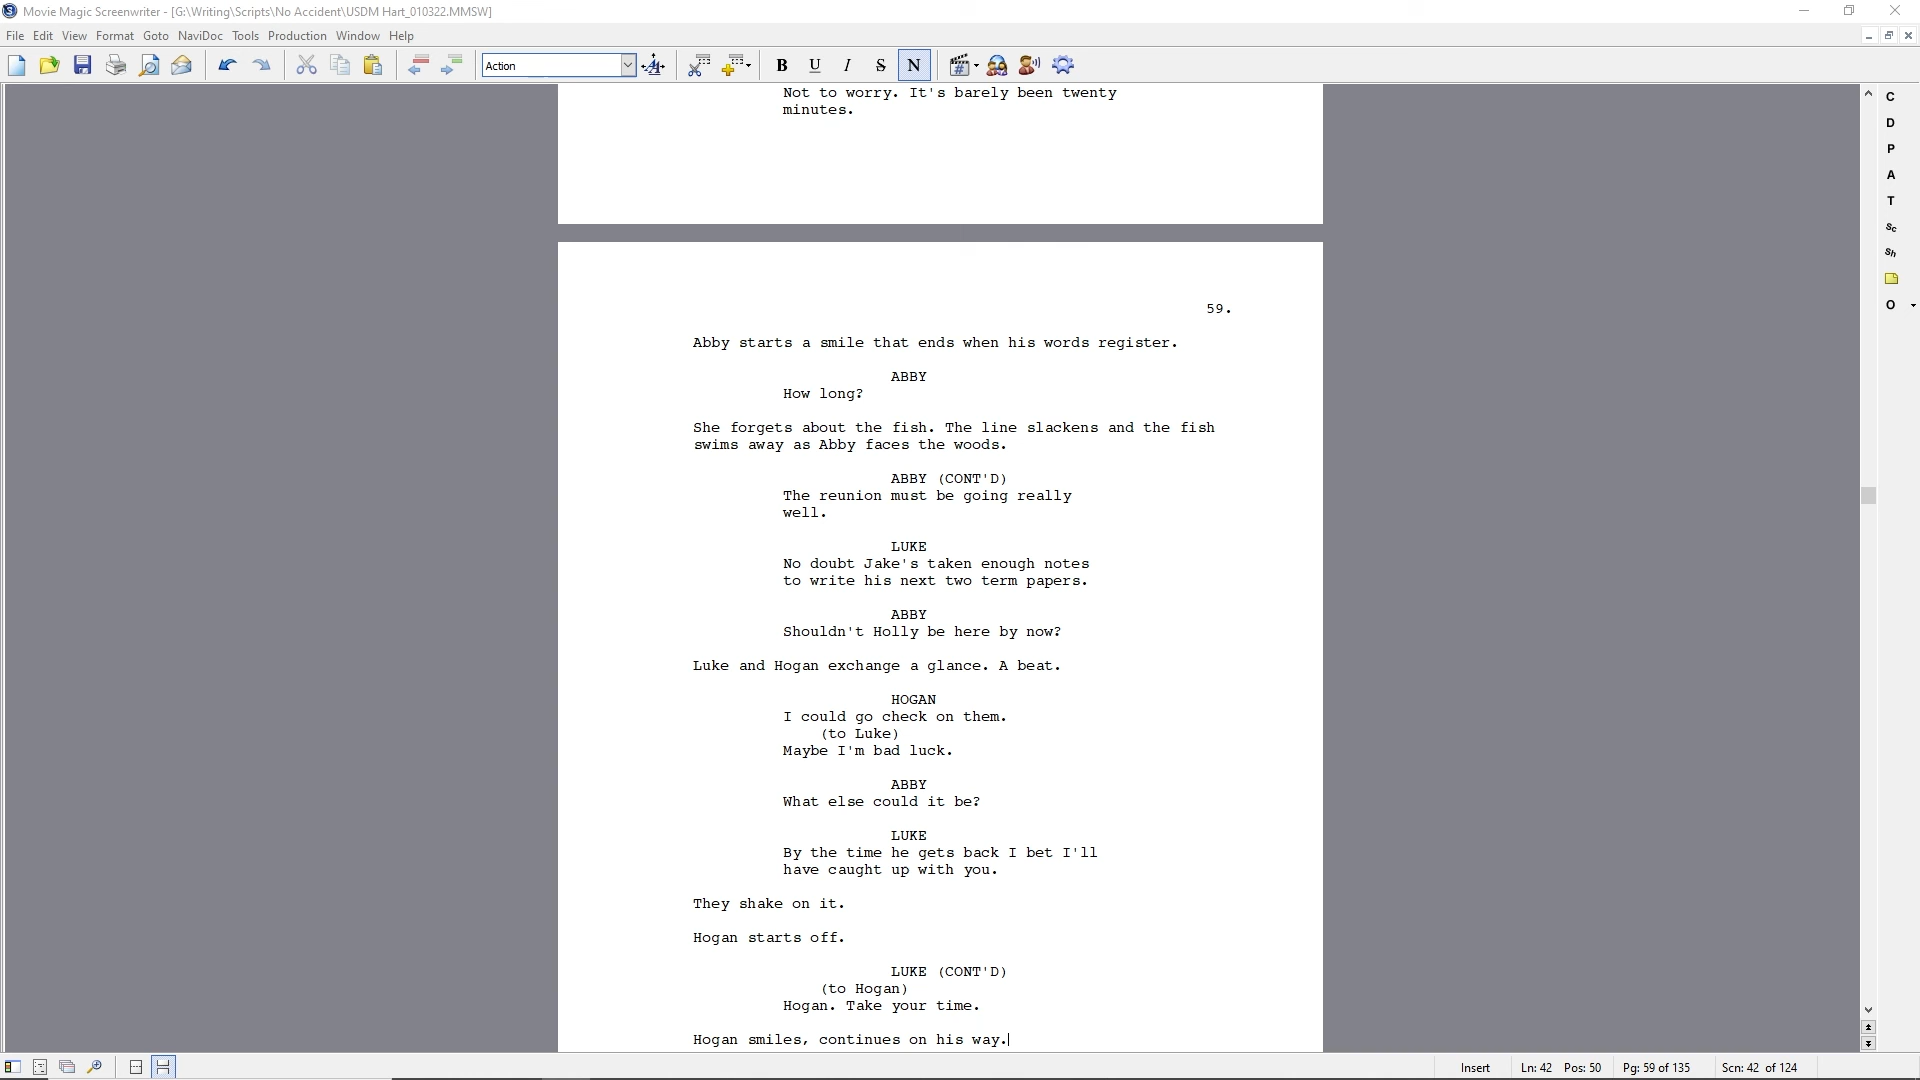 Movie Magic Screenwriter - [G:\Writing\Scripts\No Accident\USDM Hart_010322.MMSW]
File Edit View Format Goto NaviDoc Tools Production Window Help
Action
B U I S N
Not to worry. It's barely been twenty
minutes.
59.
Abby starts a smile that ends when his words register.
ABBY
How long?
She forgets about the fish. The line slackens and the fish
swims away as Abby faces the woods.
ABBY (CONT'D)
The reunion must be going really
well.
LUKE
No doubt Jake's taken enough notes
to write his next two term papers.
ABBY
Shouldn't Holly be here by now?
Luke and Hogan exchange a glance. A beat.
HOGAN
I could go check on them.
(to Luke)
Maybe I'm bad luck.
ABBY
What else could it be?
LUKE
By the time he gets back I bet I'll
have caught up with you.
They shake on it.
Hogan starts off.
LUKE (CONT'D)
(to Hogan)
Hogan. Take your time.
Hogan smiles, continues on his way.
C
D
P
A
T
Sc
Sh
O
Insert Ln: 42 Pos: 50 Pg: 59 of 135 Scn: 42 of 124